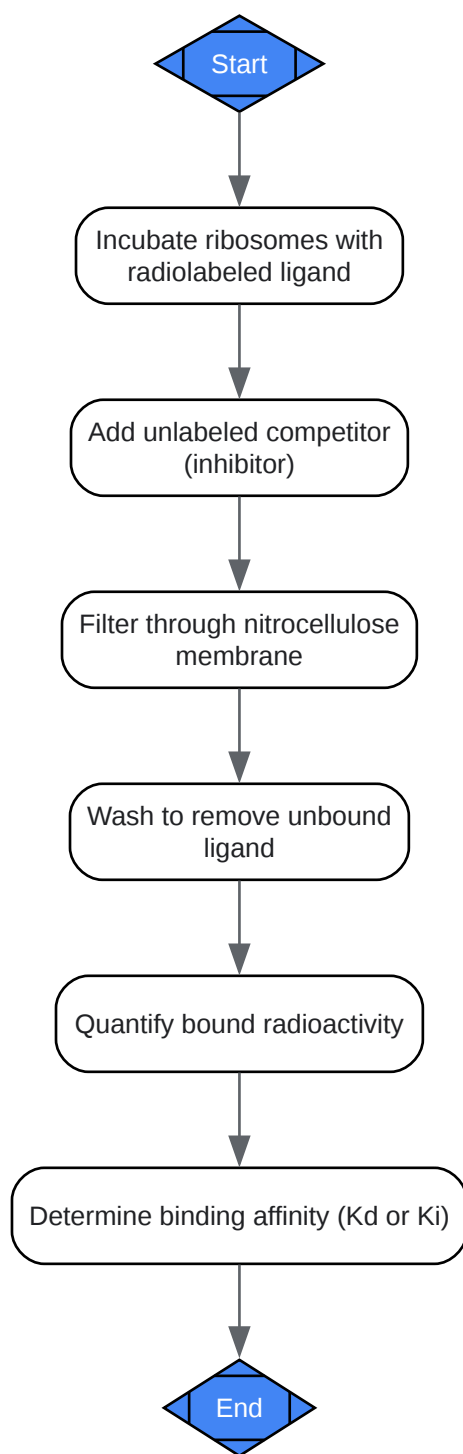 Start
Incubate ribosomes with
radiolabeled ligand
Add unlabeled competitor
(inhibitor)
Filter through nitrocellulose
membrane
Wash to remove unbound
ligand
Quantify bound radioactivity
Determine binding affinity (Kd or Ki)
End